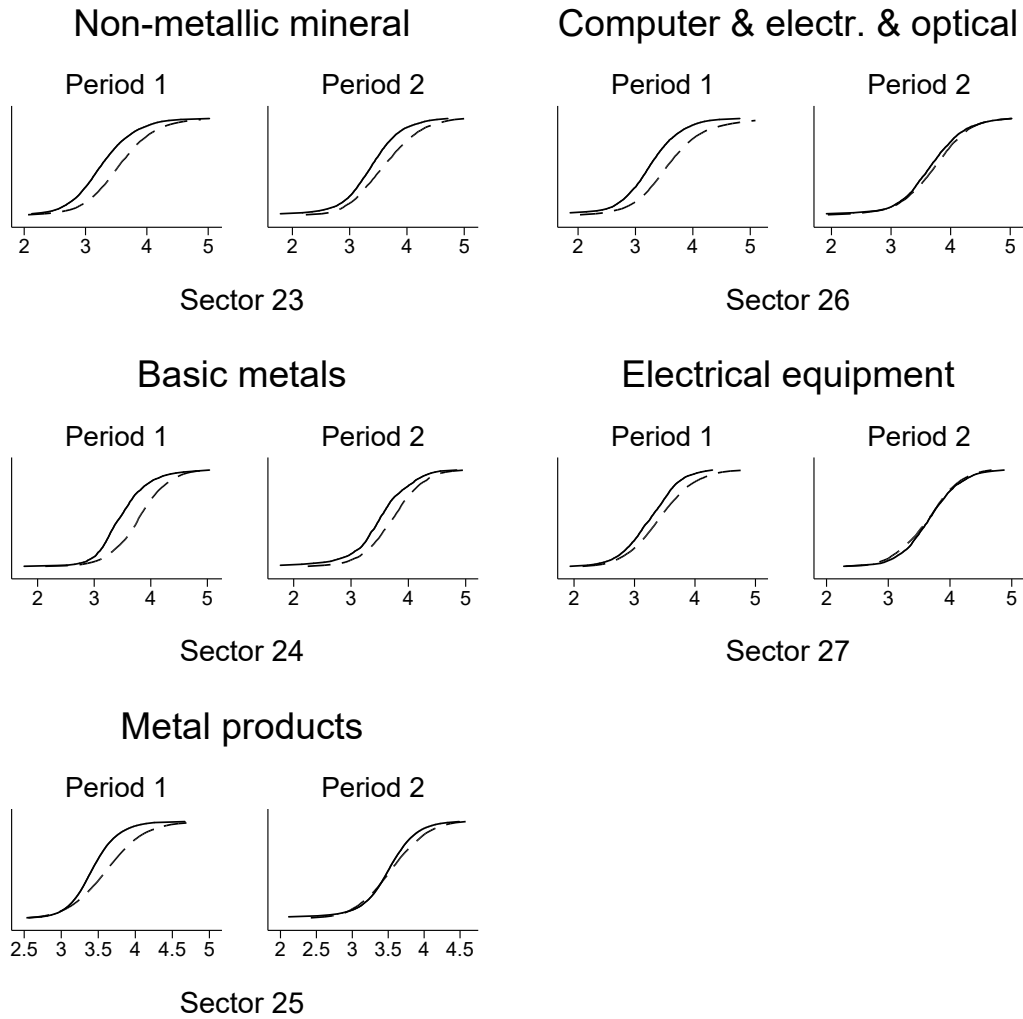 Non-metallic mineral
Period 1
Period 2
2 3 4 5
2 3 4 5
Sector 23
Computer & electr. & optical
Period 1
Period 2
2 3 4 5
2 3 4 5
Sector 26
Basic metals
Period 1
Period 2
2 3 4 5
2 3 4 5
Sector 24
Electrical equipment
Period 1
Period 2
2 3 4 5
2 3 4 5
Sector 27
Metal products
Period 1
Period 2
2.5 3 3.5 4 4.5 5
2 2.5 3 3.5 4 4.5
Sector 25